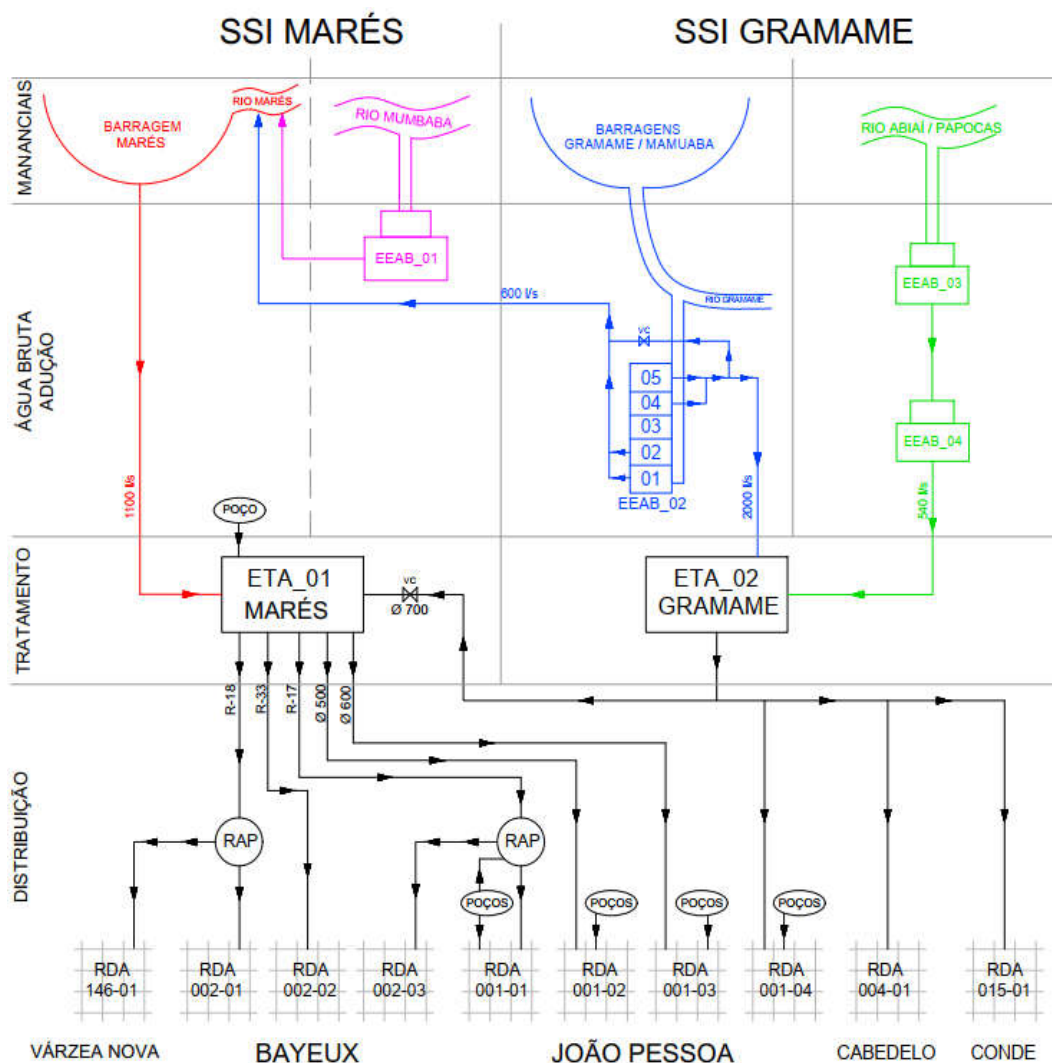 SSI MARÉS
SSI GRAMAME
MANANCIAIS
RIO MARÉS
BARRAGEM
MARÉS
RIO MUMBABA
BARRAGENS
GRAMAME / MAMUABA
RIO ABIAÍ / PAPOCAS
ÁGUA BRUTA
ADUÇÃO
EEAB_01
EEAB_03
600 l/s
RIO GRAMAME
VC
05
04
03
02
01
EEAB_02
EEAB_04
1100 l/s
2000 l/s
540 l/s
POÇO
TRATAMENTO
ETA_01
MARÉS
VC
Ø 700
ETA_02
GRAMAME
R-18
R-33
R-17
Ø 500
Ø 600
DISTRIBUIÇÃO
RAP
RAP
POÇOS
POÇOS
POÇOS
POÇOS
RDA
146-01
RDA
002-01
RDA
002-02
RDA
002-03
RDA
001-01
RDA
001-02
RDA
001-03
RDA
001-04
RDA
004-01
RDA
015-01
VÁRZEA NOVA
BAYEUX
JOÃO PESSOA
CABEDELO
CONDE